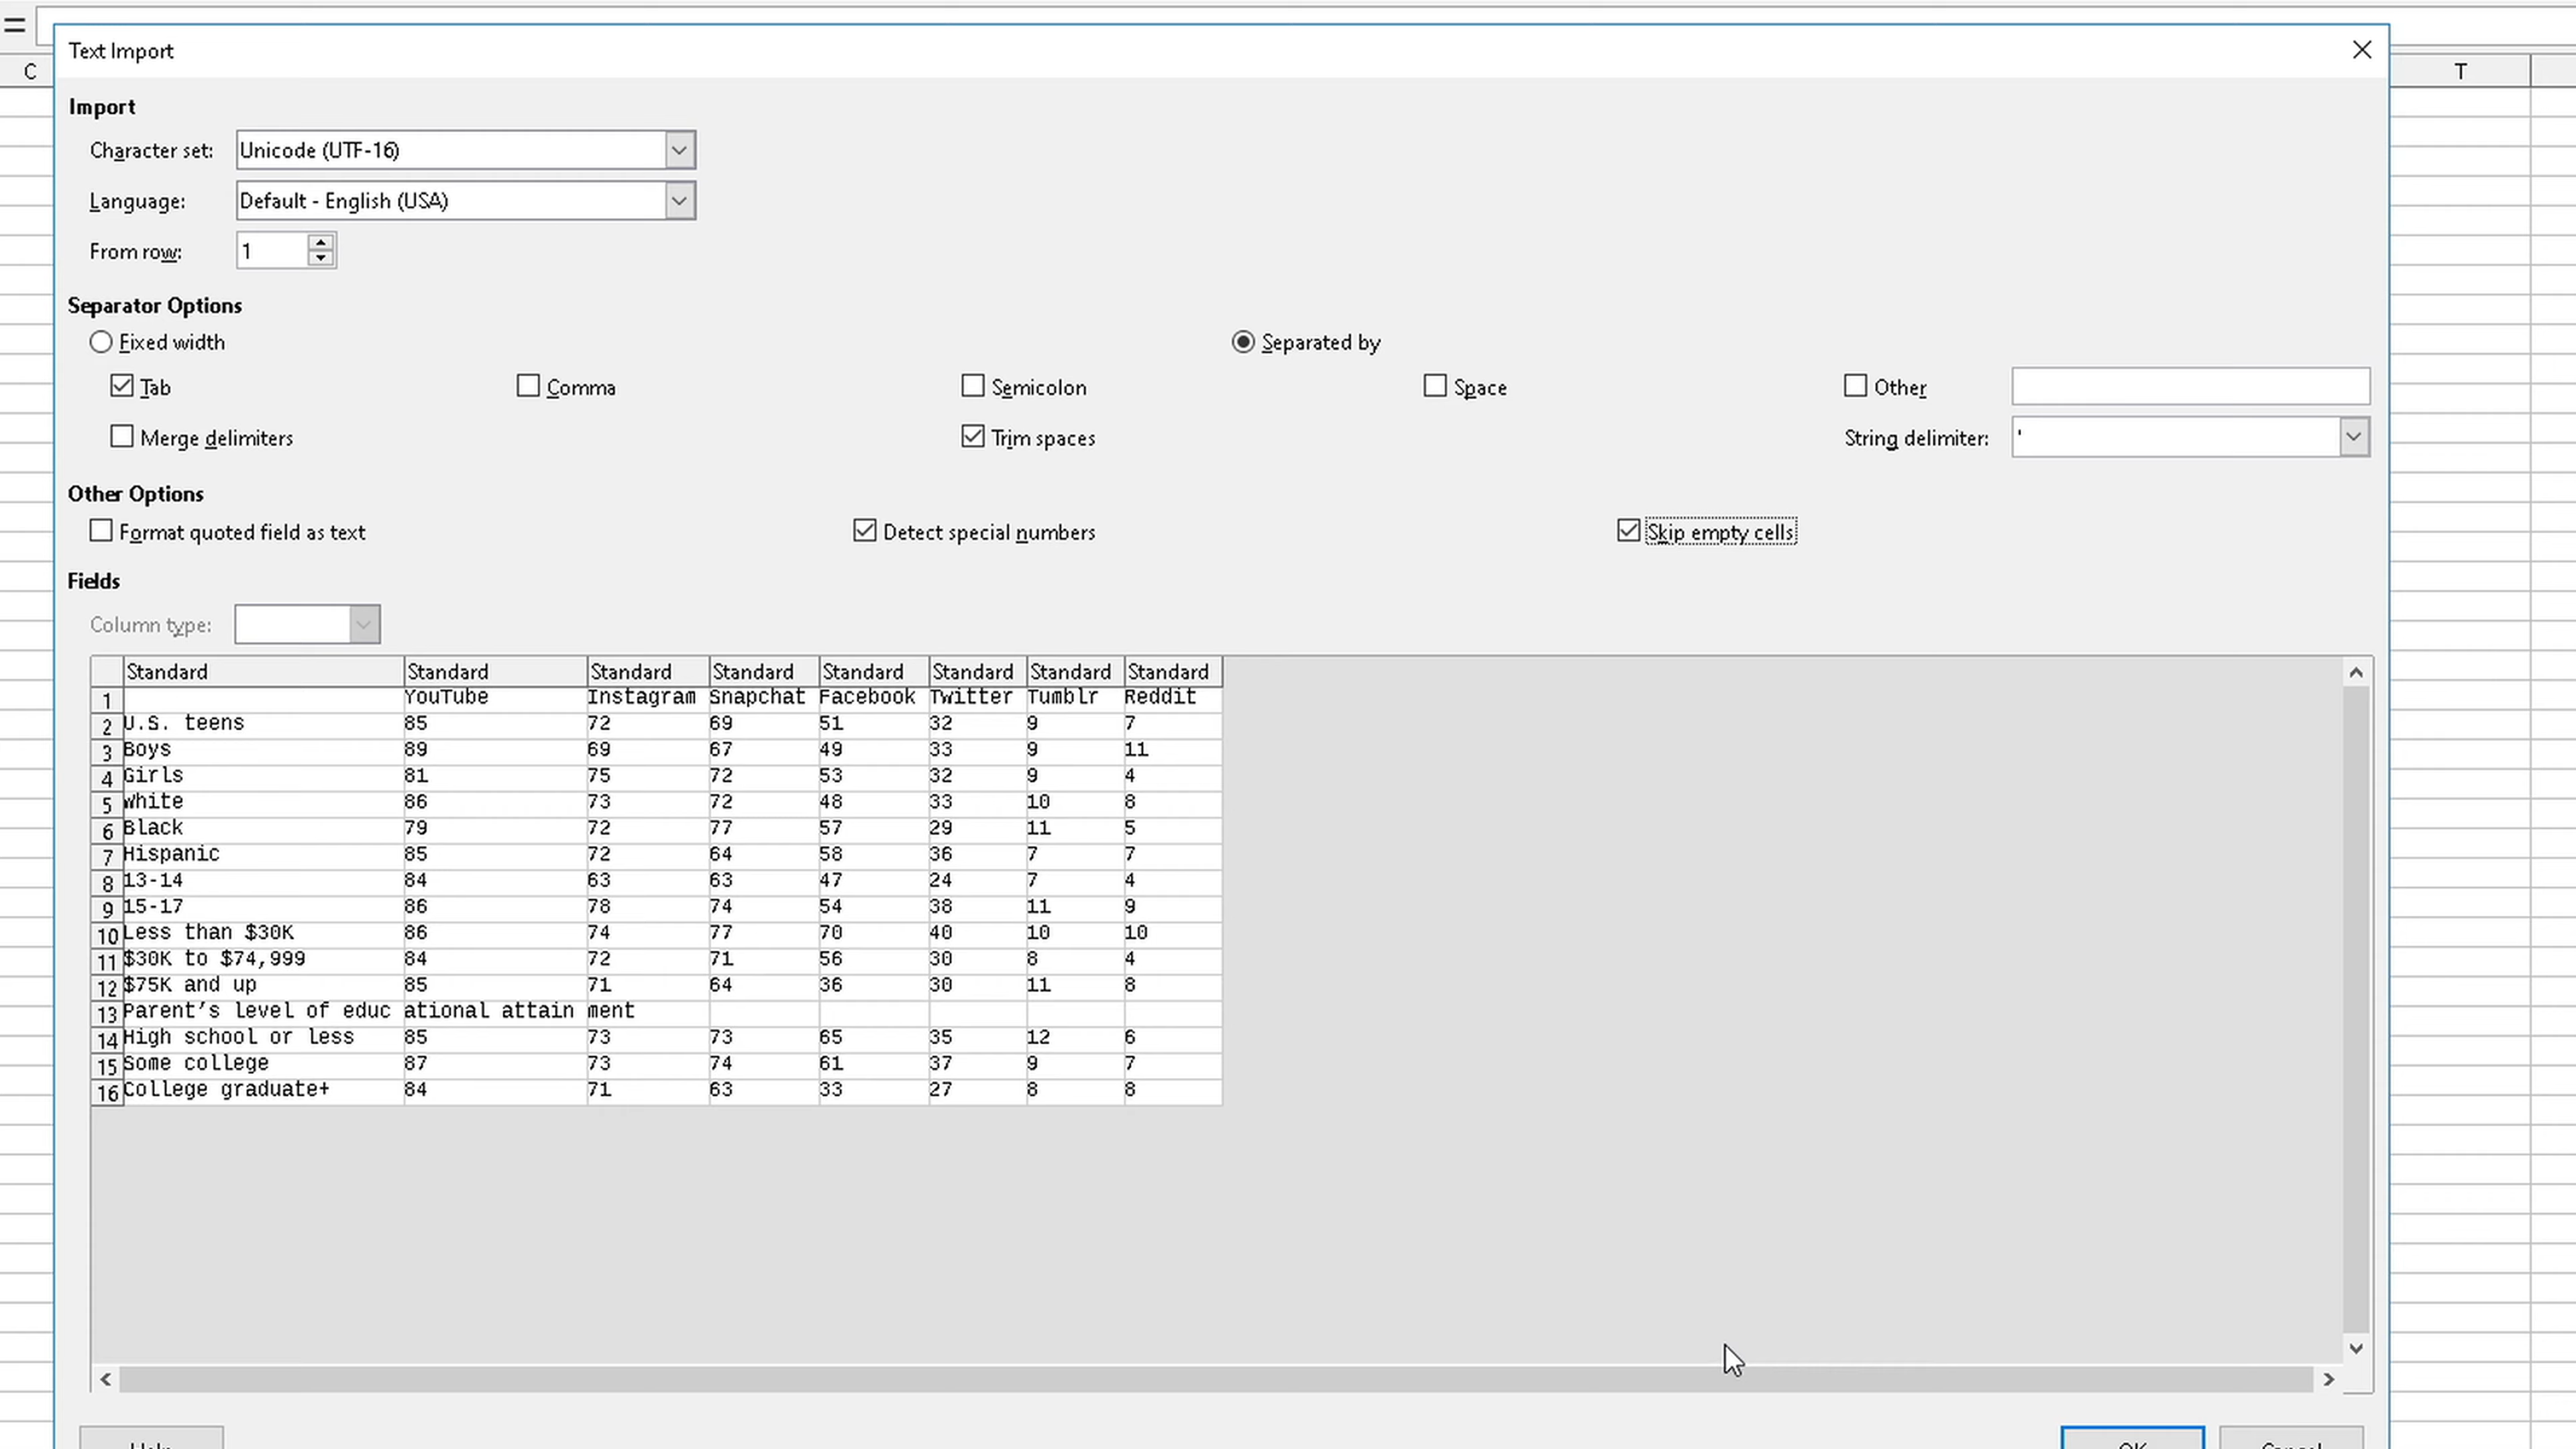 C
T
Text Import
Import
Character set: Unicode (UTF-16)
Language: Default - English (USA)
From row: 1
Separator Options
Fixed width Separated by
Tab Comma Semicolon Space Other
Merge delimiters Trim spaces String delimiter: '
Other Options
Format quoted field as text Detect special numbers Skip empty cells
Fields
Column type:
Standard Standard Standard Standard Standard Standard Standard Standard
1 YouTube Instagram Snapchat Facebook Twitter Tumblr Reddit
2 U.S. teens 85 72 69 51 32 9 7
3 Boys 89 69 67 49 33 9 11
4 Girls 81 75 72 53 32 9 4
5 White 86 73 72 48 33 10 8
6 Black 79 72 77 57 29 11 5
7 Hispanic 85 72 64 58 36 7 7
8 13-14 84 63 63 47 24 7 4
9 15-17 86 78 74 54 38 11 9
10 Less than $30K 86 74 77 70 40 10 10
11 $30K to $74,999 84 72 71 56 30 8 4
12 $75K and up 85 71 64 36 30 11 8
13 Parent’s level of educ ational attain ment
14 High school or less 85 73 73 65 35 12 6
15 Some college 87 73 74 61 37 9 7
16 College graduate+ 84 71 63 33 27 8 8
Help OK Cancel